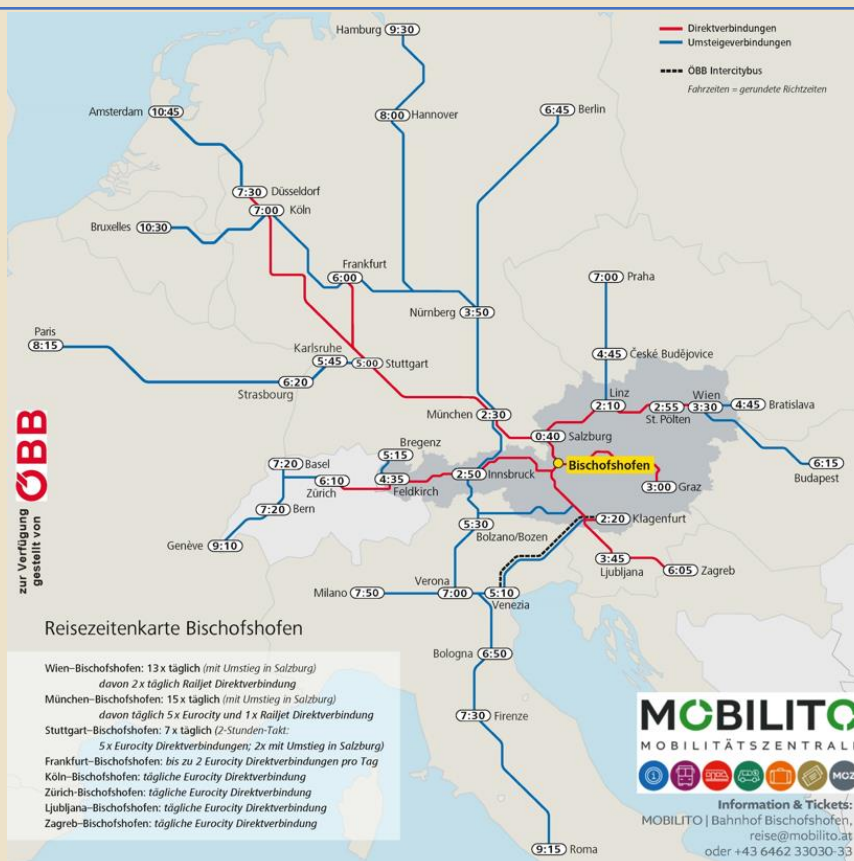 Hamburg 9:30
Direktverbindungen
Umsteigeverbindungen
ÖBB Intercitybus
Fahrzeiten = gerundete Richtzeiten
Amsterdam 10:45
8:00 Hannover
6:45 Berlin
7:30 Düsseldorf
7:00 Köln
Bruxelles 10:30
Frankfurt
6:00
7:00 Praha
Nürnberg 3:50
Paris
8:15
Karlsruhe
5:45
5:00 Stuttgart
4:45 České Budějovice
6:20
Strasbourg
Linz
2:10
2:55
St. Pölten
Wien
3:30
4:45 Bratislava
München 2:30
0:40 Salzburg
Bregenz
5:15
Bischofshofen
7:20 Basel
6:10
Zürich
4:35
Feldkirch
2:50 Innsbruck
3:00 Graz
6:15
Budapest
7:20
Bern
5:30
Bolzano/Bozen
2:20 Klagenfurt
Genève 9:10
3:45
Ljubljana
6:05 Zagreb
Milano 7:50
Verona
7:00
5:10
Venezia
Bologna 6:50
7:30 Firenze
9:15 Roma
zur Verfügung
gestellt von
ÖBB
Reisezeitenkarte Bischofshofen
Wien–Bischofshofen: 13 x täglich (mit Umstieg in Salzburg)
davon 2 x täglich Railjet Direktverbindung
München–Bischofshofen: 15 x täglich (mit Umstieg in Salzburg)
davon täglich 5 x Eurocity und 1 x Railjet Direktverbindung
Stuttgart–Bischofshofen: 7 x täglich (2-Stunden-Takt:
5 x Eurocity Direktverbindungen; 2x mit Umstieg in Salzburg)
Frankfurt–Bischofshofen: bis zu 2 Eurocity Direktverbindungen pro Tag
Köln–Bischofshofen: tägliche Eurocity Direktverbindung
Zürich-Bischofshofen: tägliche Eurocity Direktverbindung
Ljubljana–Bischofshofen: tägliche Eurocity Direktverbindung
Zagreb–Bischofshofen: tägliche Eurocity Direktverbindung
MOBILITO
MOBILITÄTSZENTRALE
MOZ
Information & Tickets:
MOBILITO | Bahnhof Bischofshofen,
reise@mobilito.at
oder +43 6462 33030-33